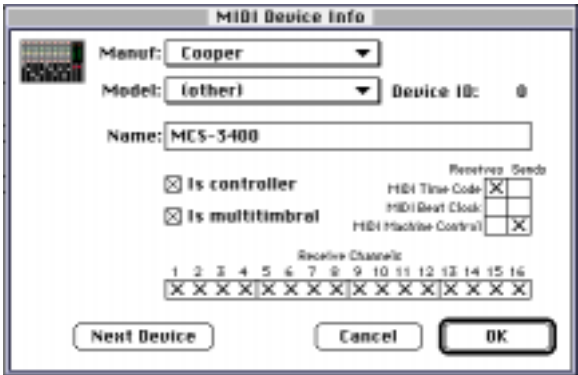 MIDI Device Info
Manuf: Cooper
Model: (other) Device ID: 0
Name: MCS-3400
Receives Sends
Is controller
MIDI Time Code
Is multitimbral
MIDI Beat Clock
MIDI Machine Control
Receive Channels
1 2 3 4 5 6 7 8 9 10 11 12 13 14 15 16
Next Device Cancel OK